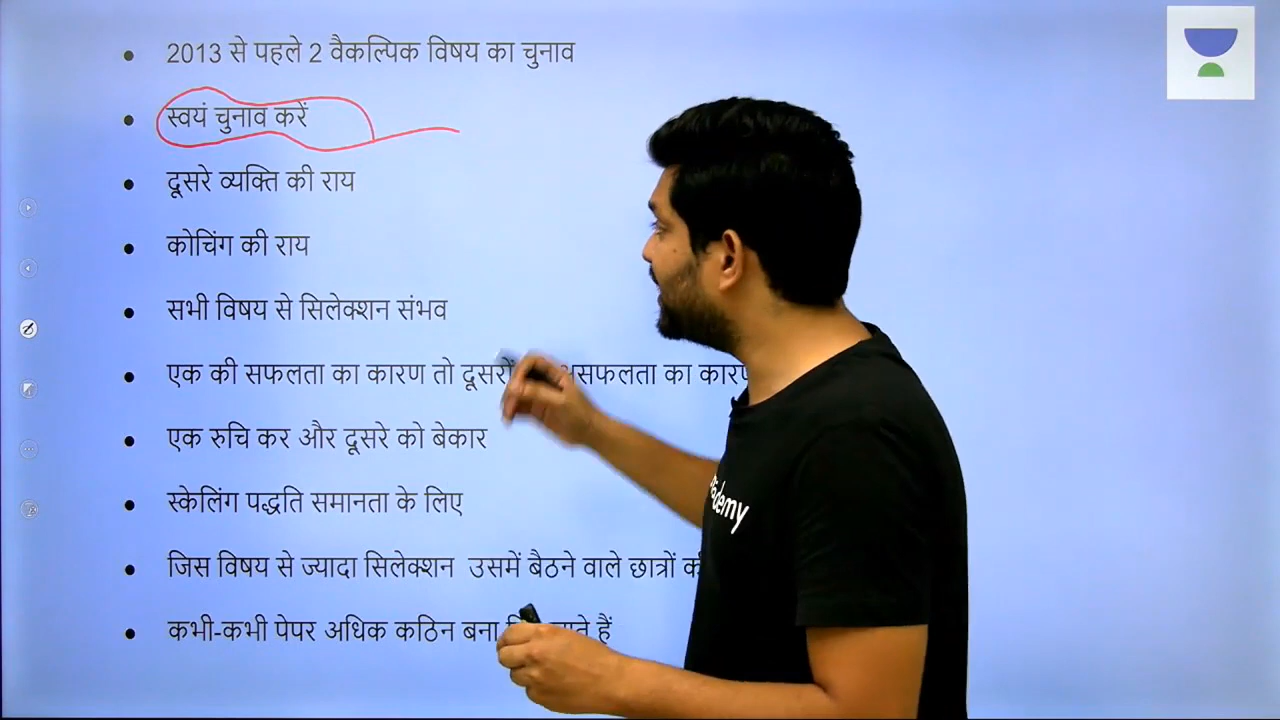 2013 से पहले 2 वैकल्पिक विषय का चुनाव
स्वयं चुनाव करें
दूसरे व्यक्ति की राय
कोचिंग की राय
सभी विषय से सिलेक्शन संभव
एक की सफलता का कारण तो दूसरों असफलता का
एक रुचि कर और दूसरे को बेकार
स्केलिंग पद्धति समानता के लिए
जिस विषय से ज्यादा सिलेक्शन उसमें बैठने वाले छात्रों
कभी-कभी पेपर अधिक कठिन बना हैं